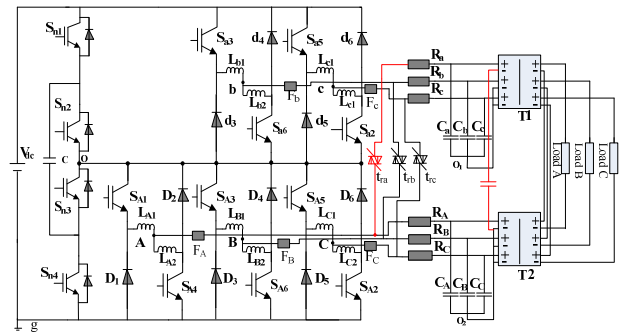 Sn1
Sn2
Vdc
C
O
Sn3
Sn4
g
Sa3
Lb1
b
Lb2
d3
d4
Fb
Sa6
Sa5
Lc1
c
Lc1
d5
d6
Fc
Sa2
SA1
LA1
A
LA2
D1
D2
FA
SA4
SA3
LB1
B
LB2
D3
D4
FB
SA6
SA5
LC1
C
LC2
D5
D6
FC
SA2
tra
trb
trc
Ra
Rb
Rc
Ca
Cb
Cc
O1
T1
RA
RB
RC
CA
CB
CC
O2
T2
Load A
Load B
Load C